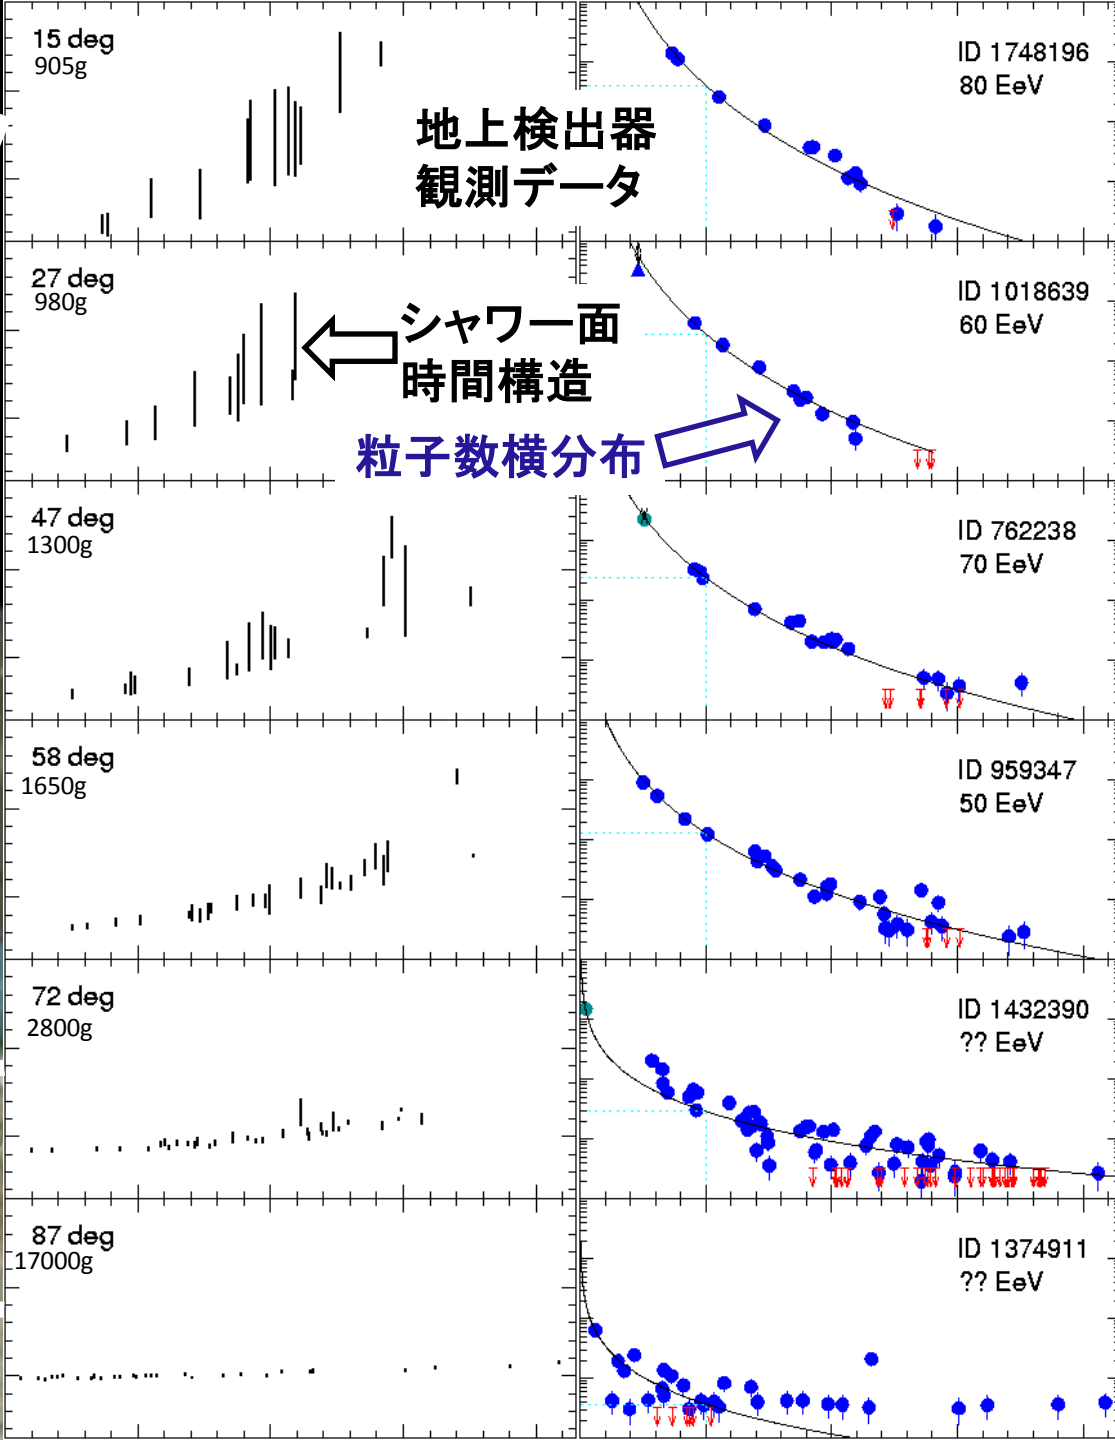 15 deg
905g
ID 1748196
80 EeV
地上検出器
観測データ
27 deg
980g
ID 1018639
60 EeV
シャワー面
時間構造
粒子数横分布
47 deg
1300g
ID 762238
70 EeV
58 deg
1650g
ID 959347
50 EeV
72 deg
2800g
ID 1432390
?? EeV
87 deg
17000g
ID 1374911
?? EeV